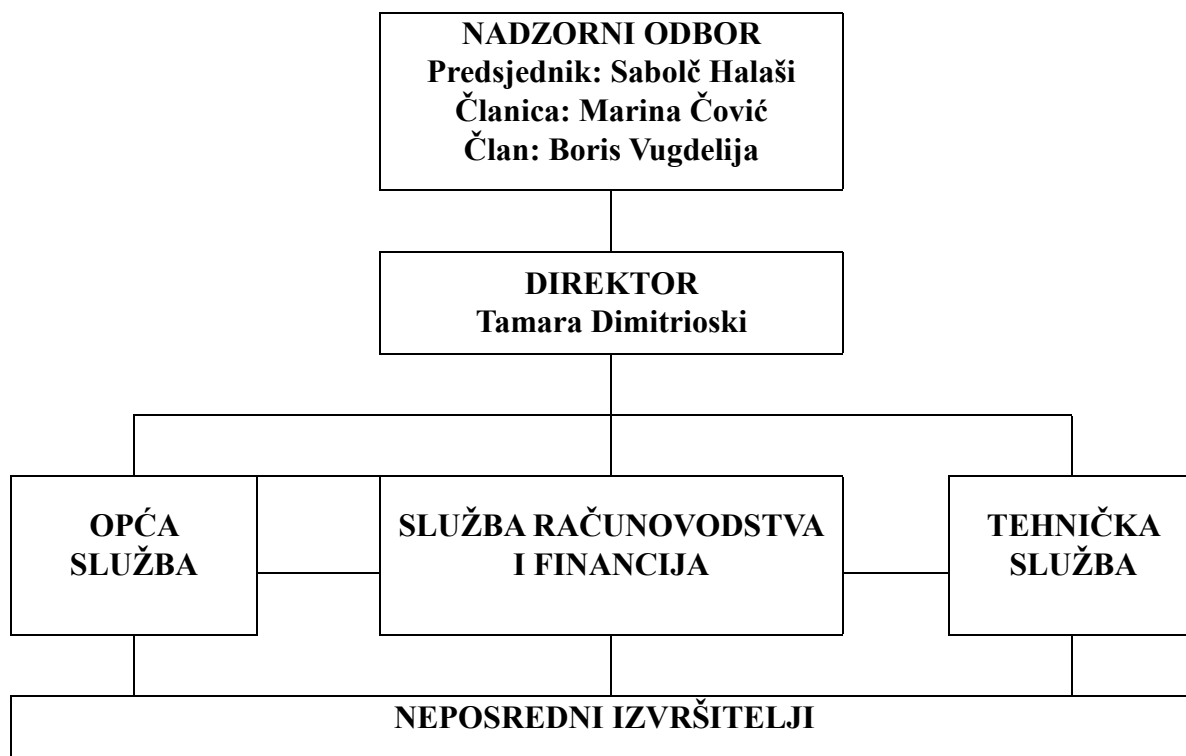 NADZORNI ODBOR
Predsjednik: Sabolč Halaši
Članica: Marina Čović
Član: Boris Vugdelija
DIREKTOR
Tamara Dimitrioski
OPĆA
SLUŽBA
SLUŽBA RAČUNOVODSTVA
I FINANCIJA
TEHNIČKA
SLUŽBA
NEPOSREDNI IZVRŠITELJI